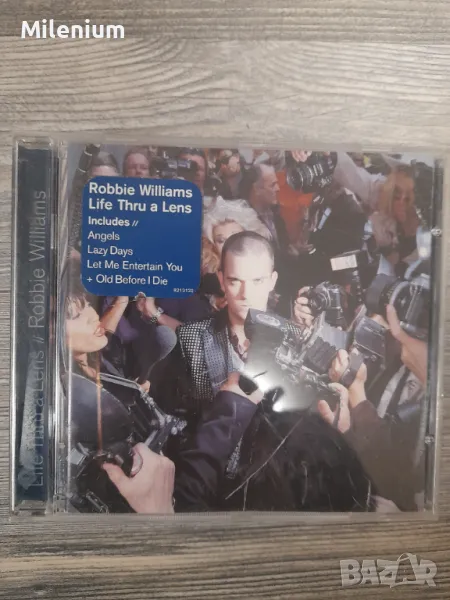 Milenium
Robbie Williams
Life Thru a Lens
Includes //
Angels
Lazy Days
Let Me Entertain You
+ Old Before I Die
Life Thru a Lens // Robbie Williams
BAZAR